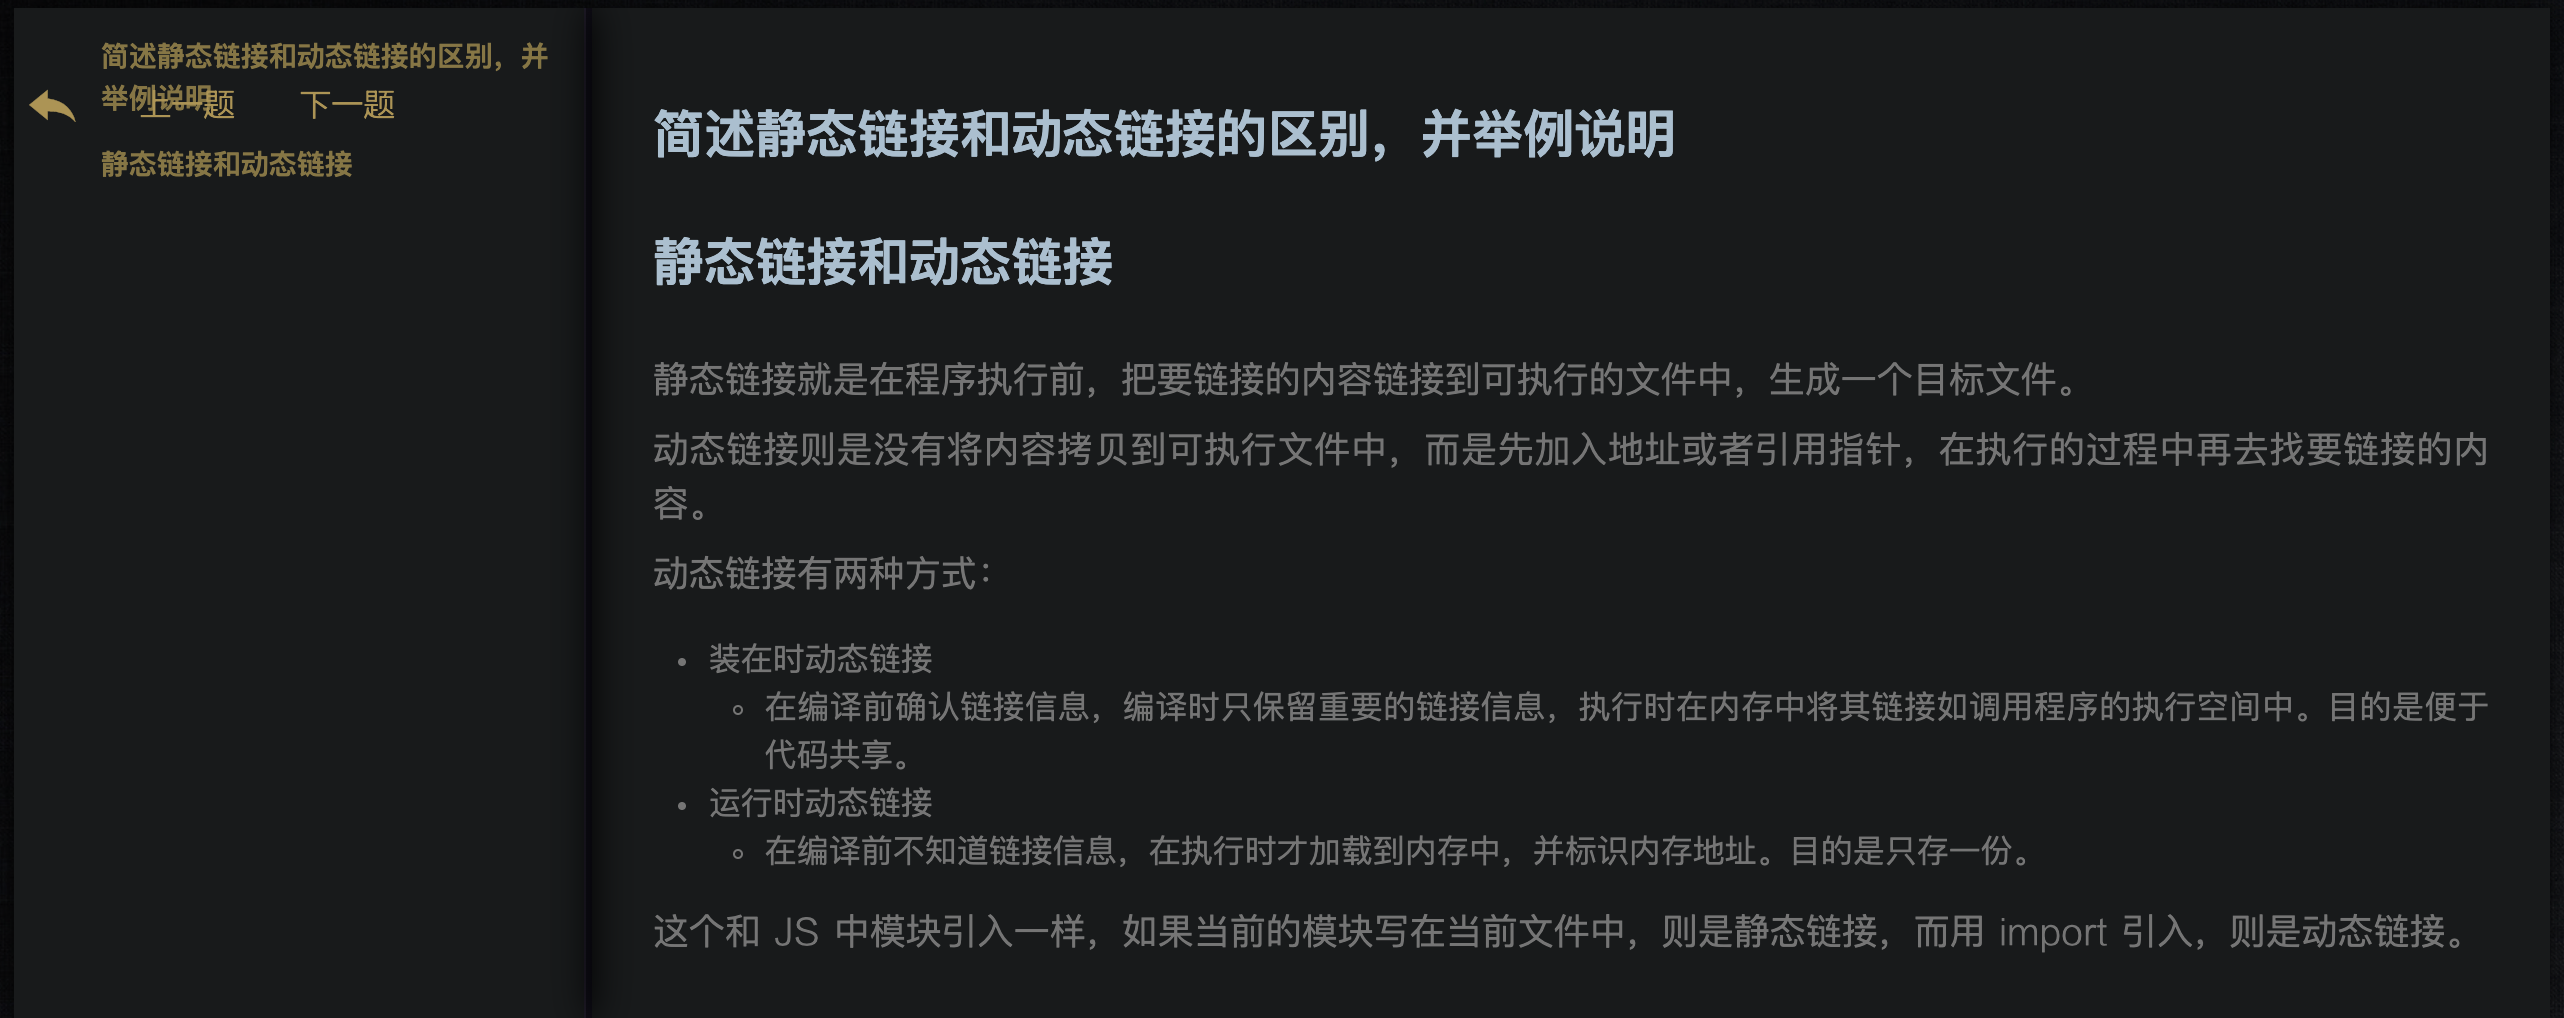 简述静态链接和动态链接的区别，并
举例说明
上一题
下一题
静态链接和动态链接
简述静态链接和动态链接的区别，并举例说明
静态链接和动态链接
静态链接就是在程序执行前，把要链接的内容链接到可执行的文件中，生成一个目标文件。
动态链接则是没有将内容拷贝到可执行文件中，而是先加入地址或者引用指针，在执行的过程中再去找要链接的内
容。
动态链接有两种方式：
• 装在时动态链接
◦ 在编译前确认链接信息，编译时只保留重要的链接信息，执行时在内存中将其链接如调用程序的执行空间中。目的是便于
代码共享。
• 运行时动态链接
◦ 在编译前不知道链接信息，在执行时才加载到内存中，并标识内存地址。目的是只存一份。
这个和 JS 中模块引入一样，如果当前的模块写在当前文件中，则是静态链接，而用 import 引入，则是动态链接。